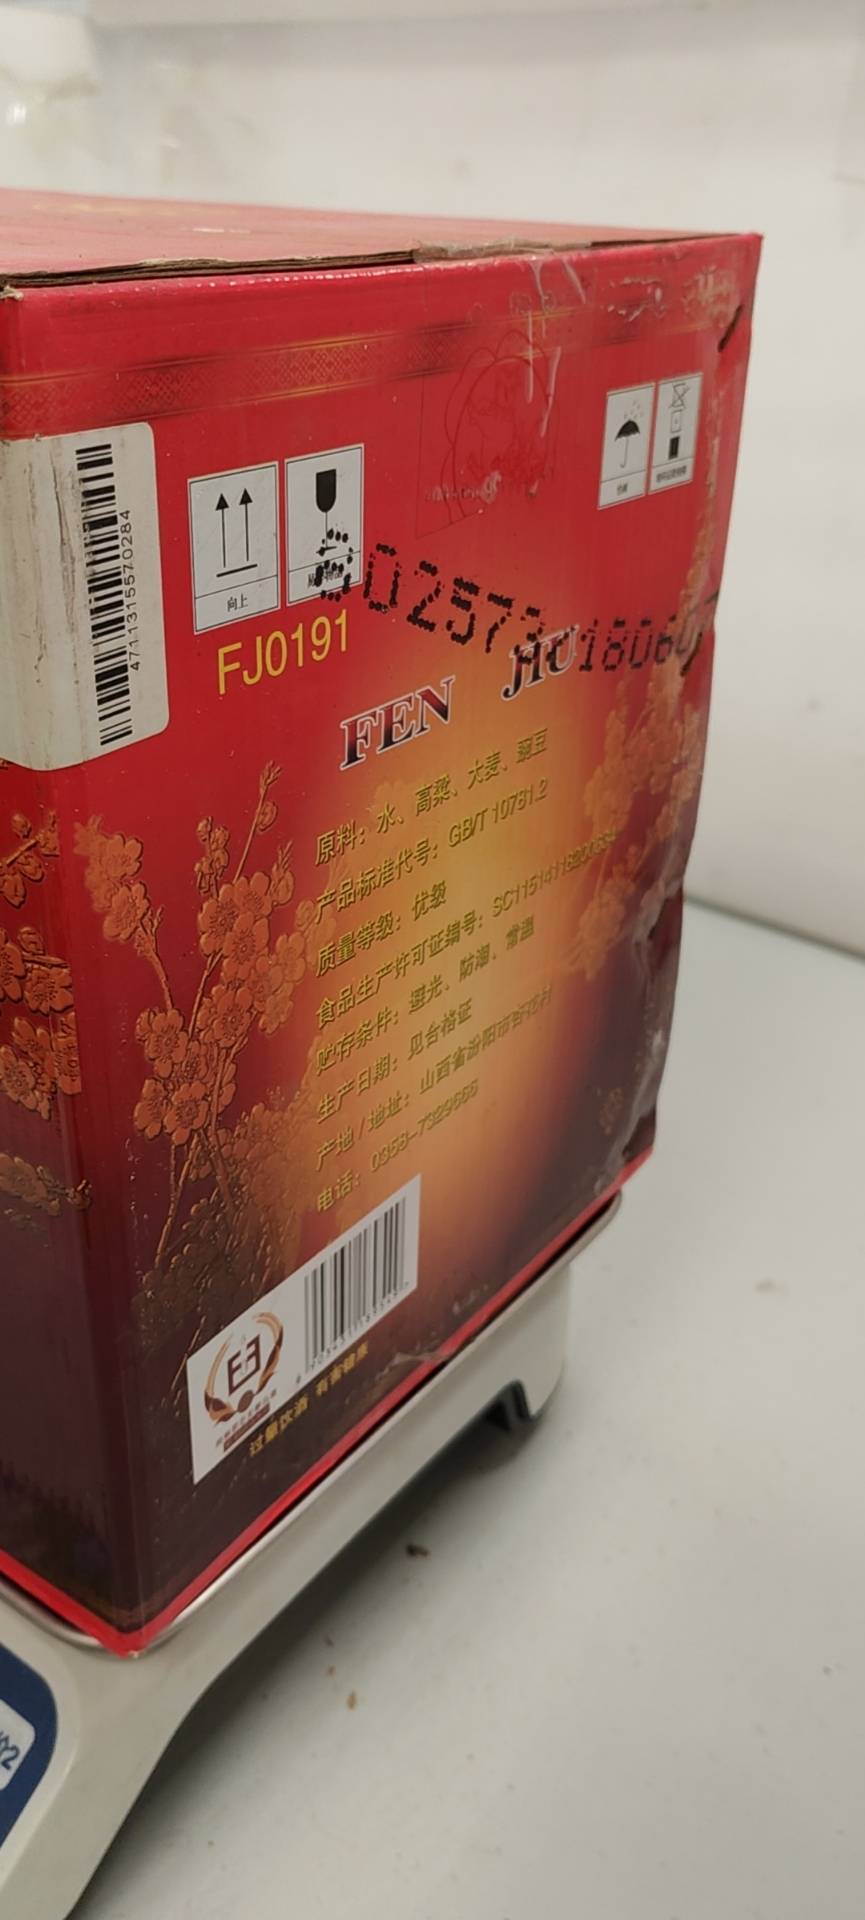 4711315570284
向上
FJ0191
FEN JIU
原料：水、高粱、大麦、豌豆
产品标准代号：GB/T 10781.2
质量等级：优级
食品生产许可证编号：
贮存条件：避光、防潮、常温
生产日期：见合格证
产地/地址：山西省汾阳市杏花村
电话：0358-7329666
过量饮酒 有害健康